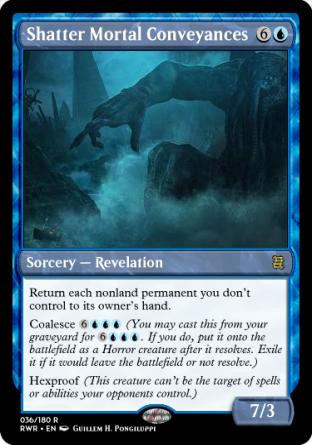 Shatter Mortal Conveyances 6
Sorcery — Revelation
Return each nonland permanent you don't
control to its owner's hand.
Coalesce 6 (You may cast this from your
graveyard for 6. If you do, put it onto the
battlefield as a Horror creature after it resolves. Exile
it if it would leave the battlefield or not resolve.)
Hexproof (This creature can't be the target of spells
or abilities your opponents control.)
7/3
036/180 R
RWR • EN Guillem H. Pongiluppi